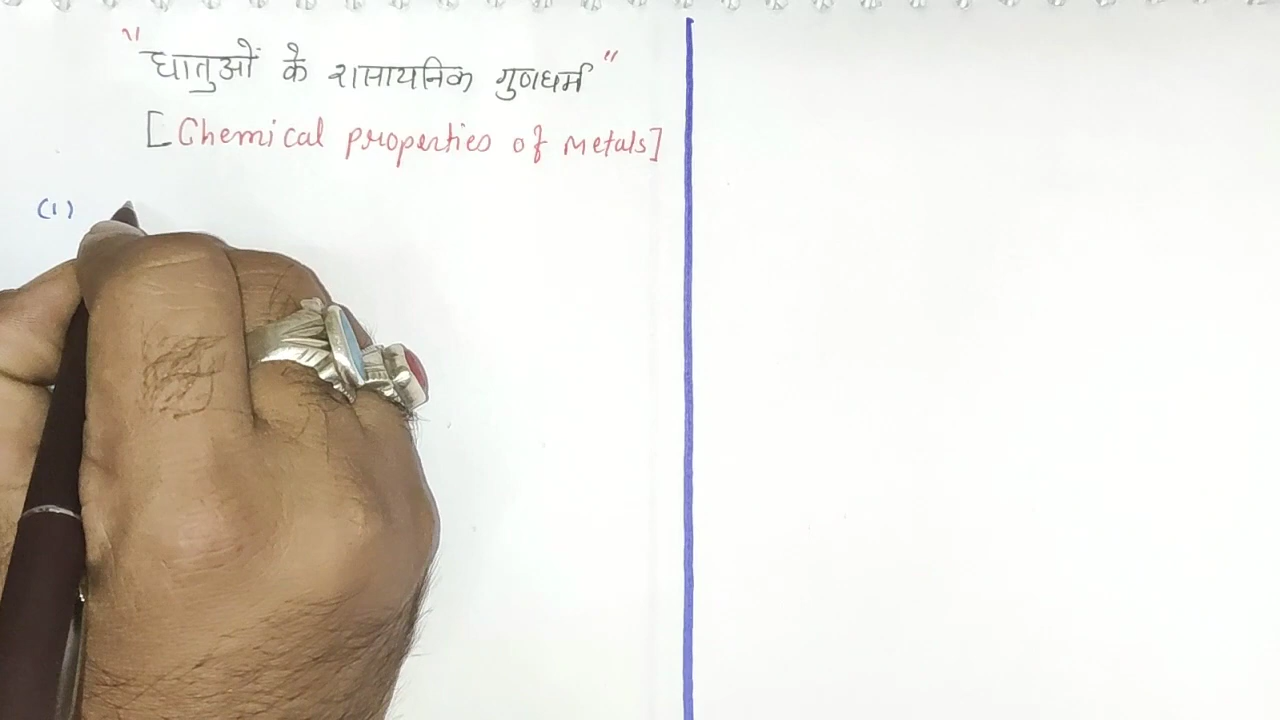 "धातुओं के रासायनिक गुणधर्म"
[Chemical properties of metals]
(1)